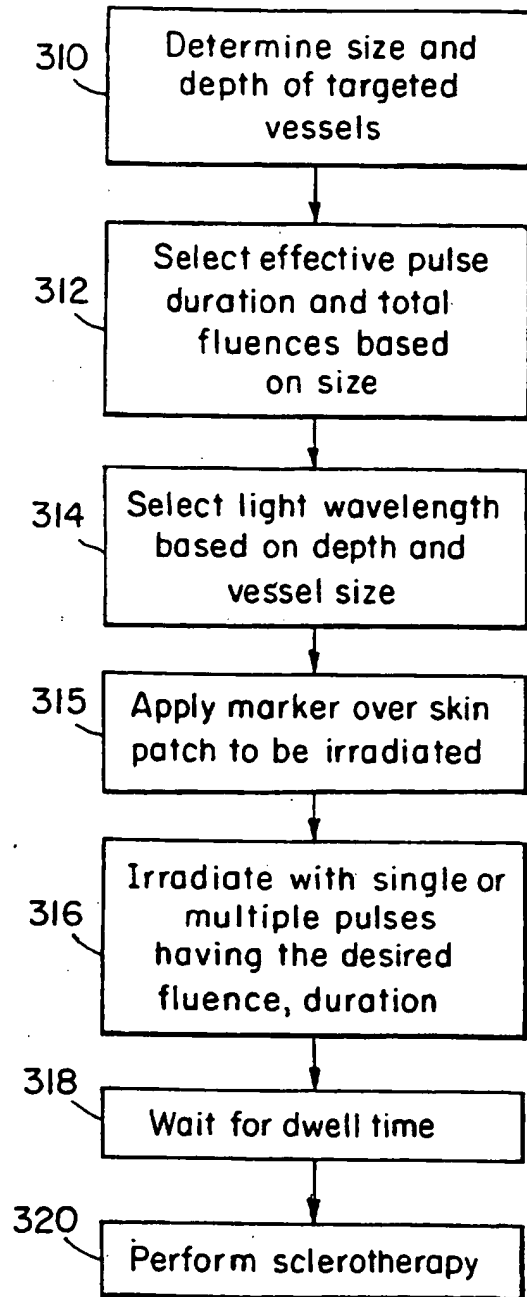 310
Determine size and
depth of targeted
vessels
312
Select effective pulse
duration and total
fluences based
on size
314
Select light wavelength
based on depth and
vessel size
315
Apply marker over skin
patch to be irradiated
316
Irradiate with single or
multiple pulses
having the desired
fluence, duration
318
Wait for dwell time
320
Perform sclerotherapy